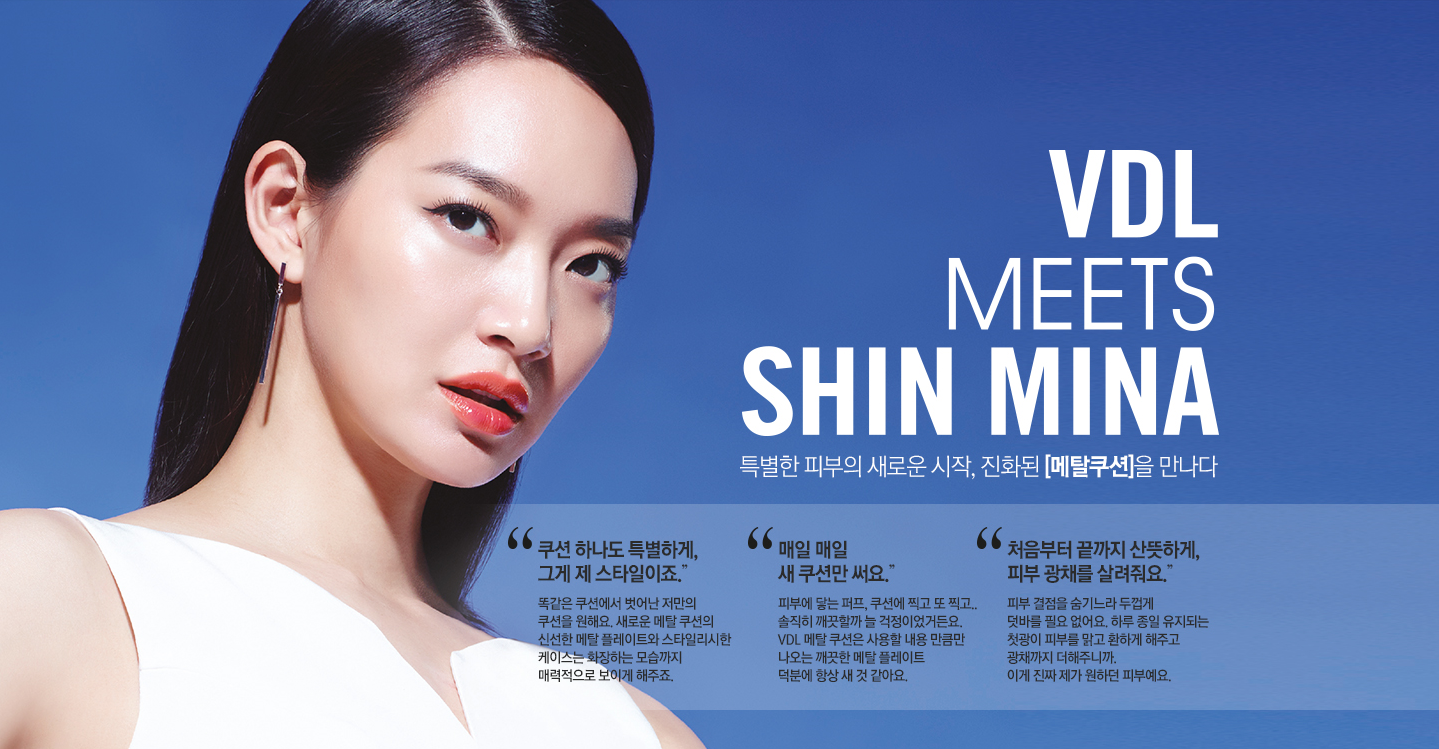 VDL
MEETS
SHIN MINA
특별한 피부의 새로운 시작, 진화된 [메탈쿠션]을 만나다
“쿠션 하나도 특별하게,
그게 제 스타일이죠.”
똑같은 쿠션에서 벗어난 저만의
쿠션을 원해요. 새로운 메탈 쿠션의
신선한 메탈 플레이트와 스타일리시한
케이스는 화장하는 모습까지
매력적으로 보이게 해주죠.
“매일 매일
새 쿠션만 써요.”
피부에 닿는 퍼프, 쿠션에 찍고 또 찍고..
솔직히 깨끗할까 늘 걱정이었거든요.
VDL 메탈 쿠션은 사용할 내용 만큼만
나오는 깨끗한 메탈 플레이트
덕분에 항상 새 것 같아요.
“처음부터 끝까지 산뜻하게,
피부 광채를 살려줘요.”
피부 결점을 숨기느라 두껍게
덧바를 필요 없어요. 하루 종일 유지되는
첫광이 피부를 맑고 환하게 해주고
광채까지 더해주니까.
이게 진짜 제가 원하던 피부예요.